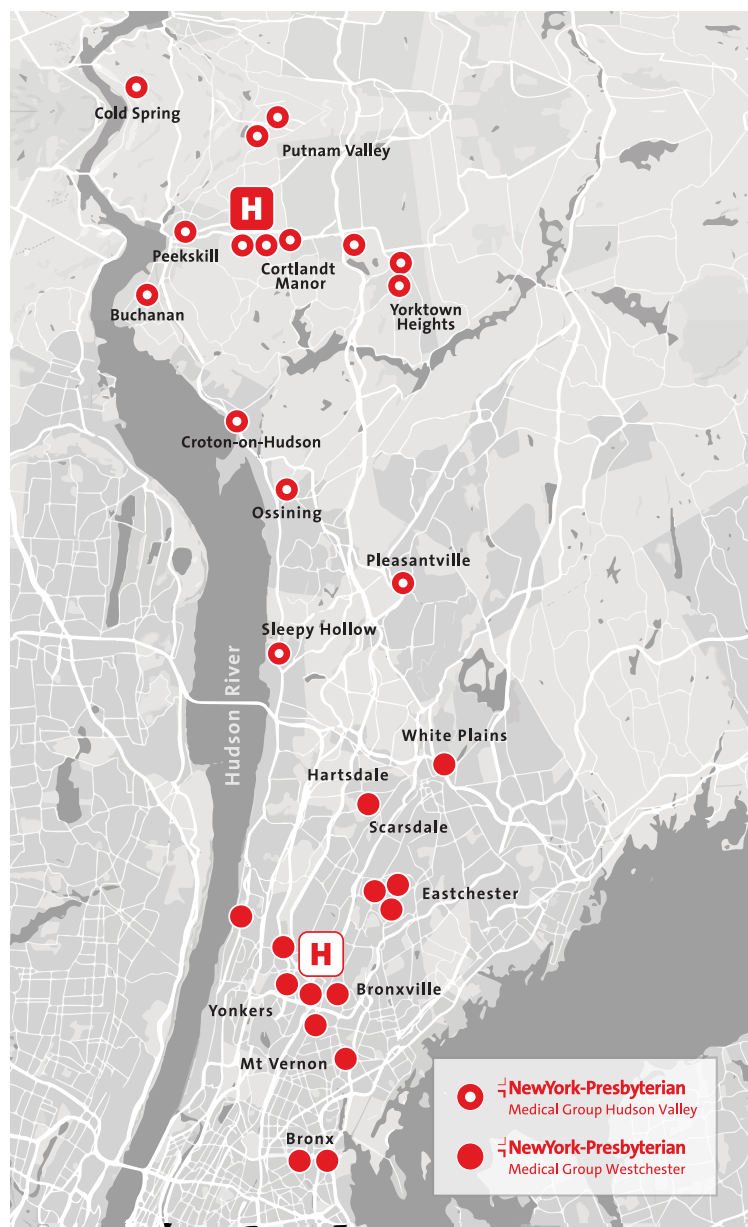 Cold Spring
Putnam Valley
H
Peekskill
Cortlandt
Manor
Buchanan
Yorktown
Heights
Croton-on-Hudson
Ossining
Pleasantville
Sleepy Hollow
Hudson River
White Plains
Hartsdale
Scarsdale
Eastchester
H
Bronxville
Yonkers
Mt Vernon
Bronx
NewYork-Presbyterian
Medical Group Hudson Valley
NewYork-Presbyterian
Medical Group Westchester